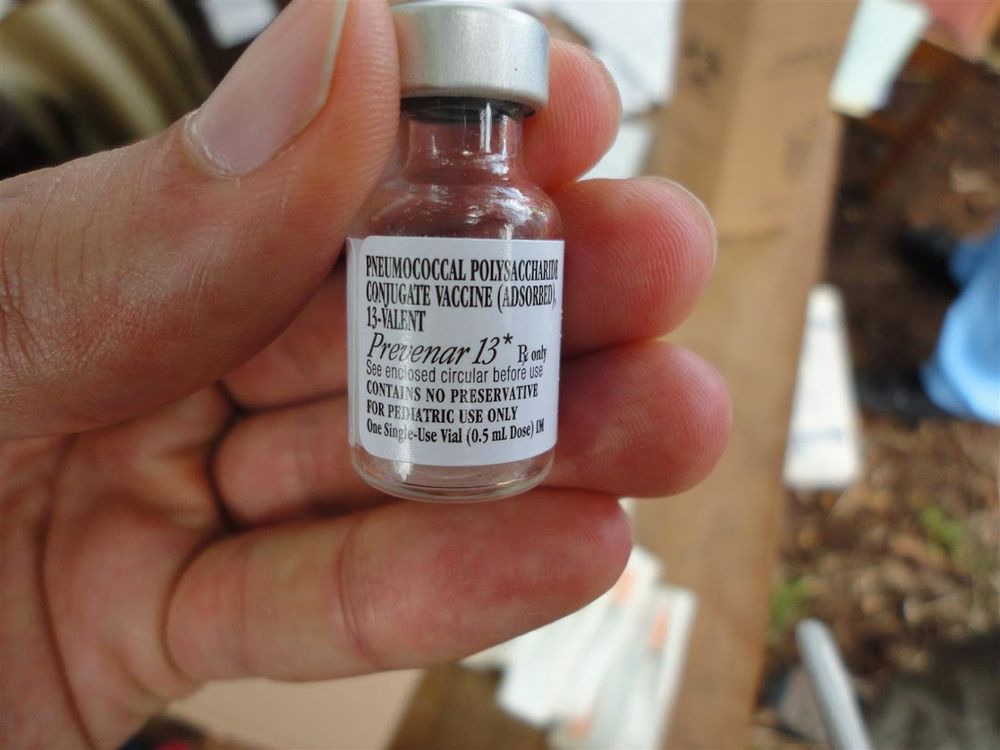 PNEUMOCOCCAL POLYSACCHARIDE
CONJUGATE VACCINE (ADSORBED),
13-VALENT
Prevenar 13* ℞ only
See enclosed circular before use
CONTAINS NO PRESERVATIVE
FOR PEDIATRIC USE ONLY
One Single-Use Vial (0.5 mL Dose) IM